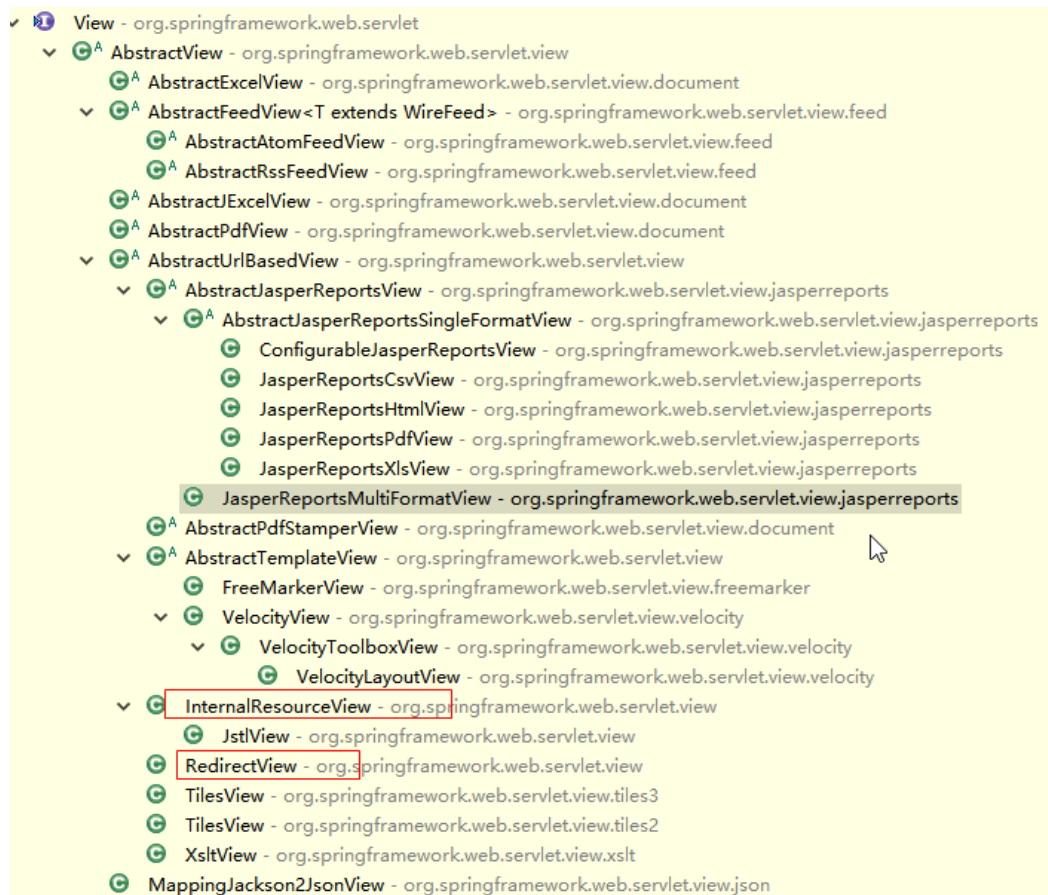 View - org.springframework.web.servlet
AbstractView - org.springframework.web.servlet.view
AbstractExcelView - org.springframework.web.servlet.view.document
AbstractFeedView<T extends WireFeed> - org.springframework.web.servlet.view.feed
AbstractAtomFeedView - org.springframework.web.servlet.view.feed
AbstractRssFeedView - org.springframework.web.servlet.view.feed
AbstractJExcelView - org.springframework.web.servlet.view.document
AbstractPdfView - org.springframework.web.servlet.view.document
AbstractUrlBasedView - org.springframework.web.servlet.view
AbstractJasperReportsView - org.springframework.web.servlet.view.jasperreports
AbstractJasperReportsSingleFormatView - org.springframework.web.servlet.view.jasperreports
ConfigurableJasperReportsView - org.springframework.web.servlet.view.jasperreports
JasperReportsCsvView - org.springframework.web.servlet.view.jasperreports
JasperReportsHtmlView - org.springframework.web.servlet.view.jasperreports
JasperReportsPdfView - org.springframework.web.servlet.view.jasperreports
JasperReportsXlsView - org.springframework.web.servlet.view.jasperreports
JasperReportsMultiFormatView - org.springframework.web.servlet.view.jasperreports
AbstractPdfStamperView - org.springframework.web.servlet.view.document
AbstractTemplateView - org.springframework.web.servlet.view
FreeMarkerView - org.springframework.web.servlet.view.freemarker
VelocityView - org.springframework.web.servlet.view.velocity
VelocityToolboxView - org.springframework.web.servlet.view.velocity
VelocityLayoutView - org.springframework.web.servlet.view.velocity
InternalResourceView - org.springframework.web.servlet.view
JstlView - org.springframework.web.servlet.view
RedirectView - org.springframework.web.servlet.view
TilesView - org.springframework.web.servlet.view.tiles3
TilesView - org.springframework.web.servlet.view.tiles2
XsltView - org.springframework.web.servlet.view.xslt
MappingJackson2JsonView - org.springframework.web.servlet.view.json